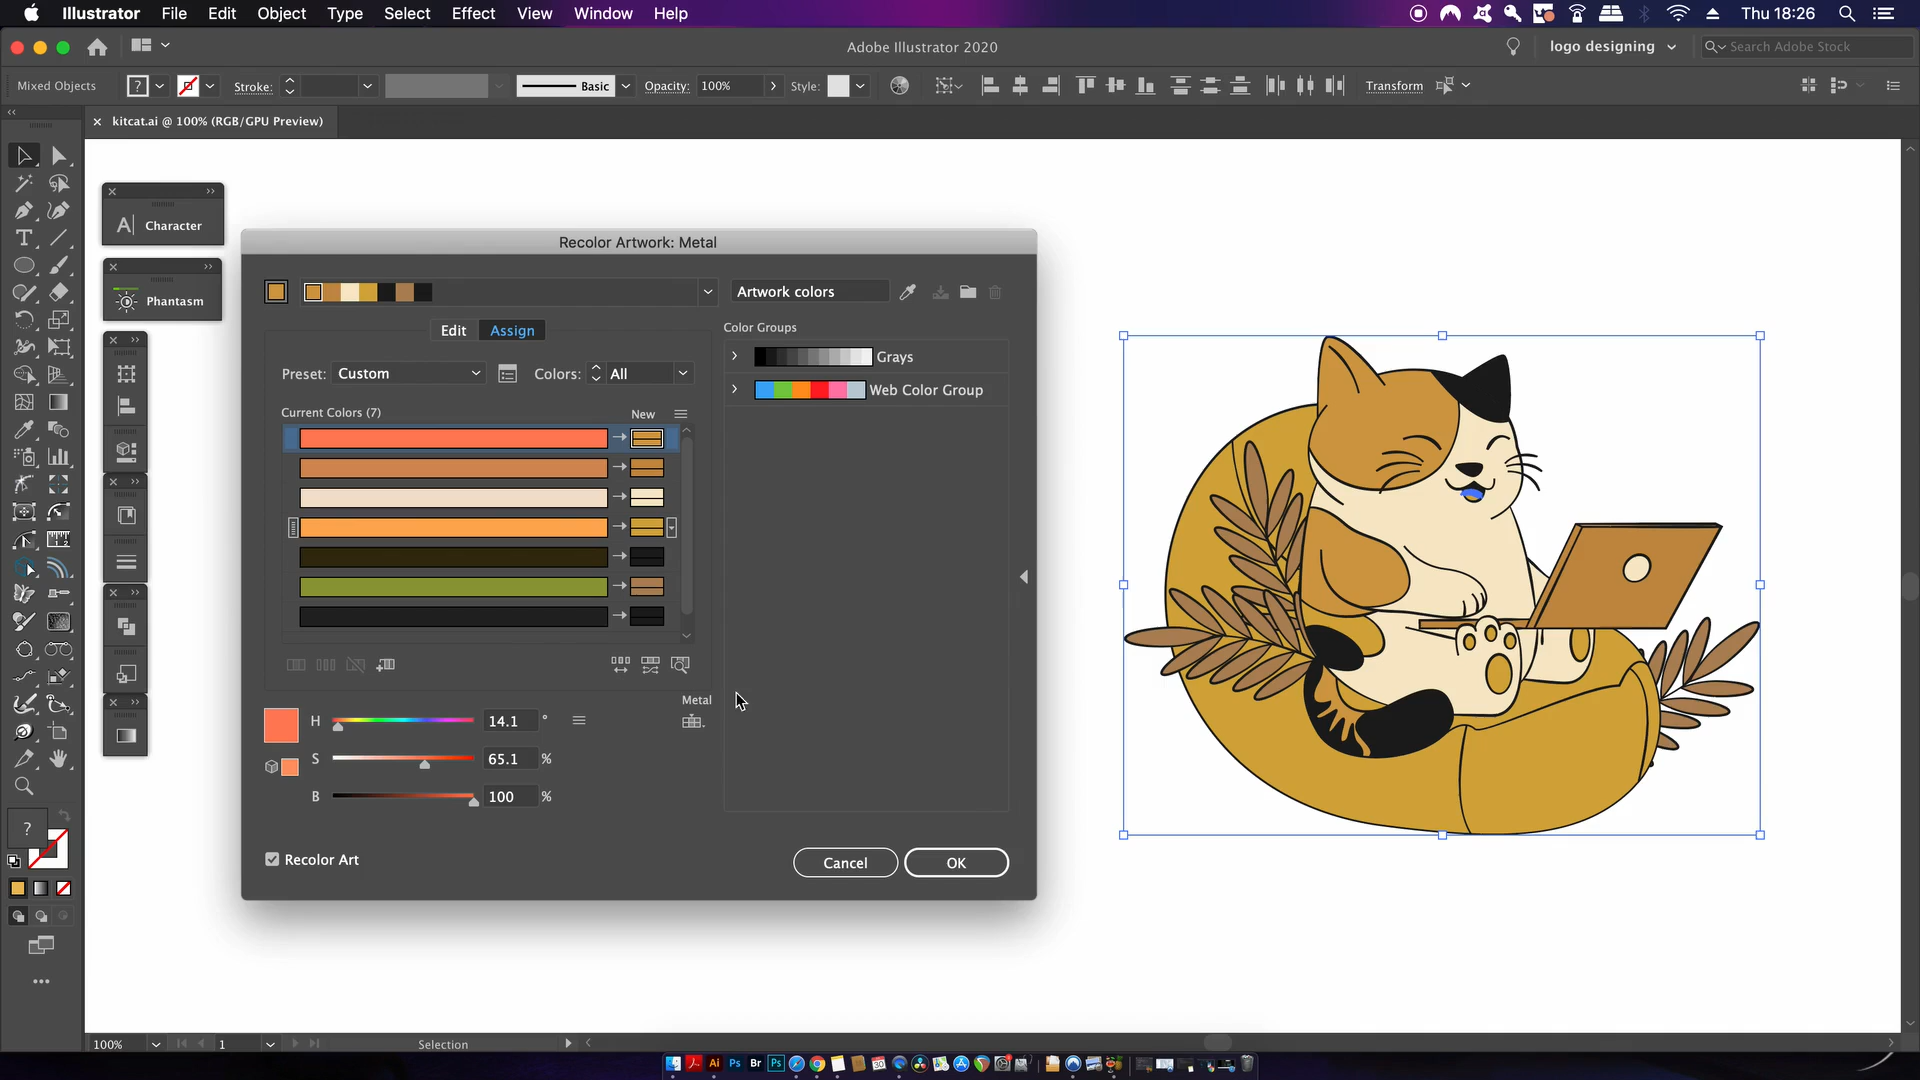 Illustrator File Edit Object Type Select Effect View Window Help Thu 18:26
Adobe Illustrator 2020 logo designing Search Adobe Stock
Mixed Objects ? Stroke: Basic Opacity: 100% Style: Transform
kitcat.ai @ 100% (RGB/GPU Preview)
Character
Phantasm
Recolor Artwork: Metal
Artwork colors
Edit Assign
Color Groups
Preset: Custom Colors: All
Grays
Web Color Group
Current Colors (7) New
Metal
H 14.1 °
S 65.1 %
B 100 %
Recolor Art
Cancel OK
?
100% 1 Selection